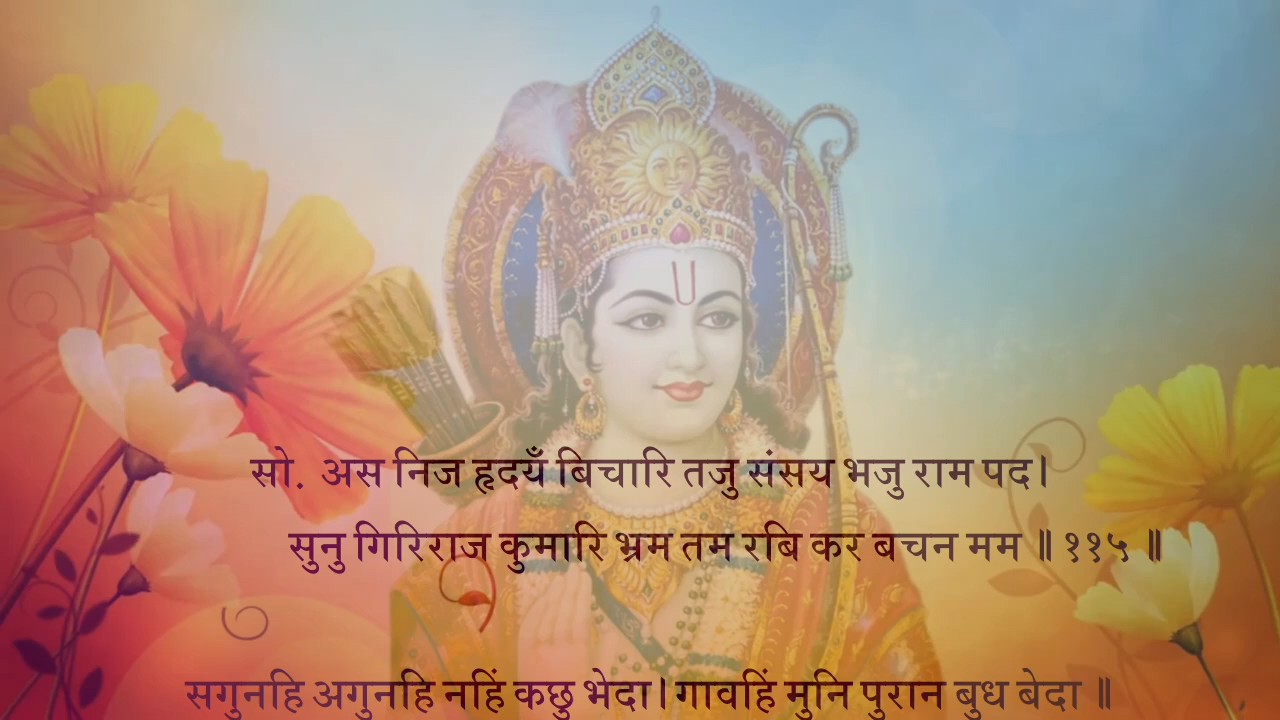 सो. अस निज हृदयँ बिचारि तजु संसय भजु राम पद।
सुनु गिरिराज कुमारि भ्रम तम रबि कर बचन मम ॥ ११५ ॥
सगुनहि अगुनहि नहिं कछु भेदा। गावहिं मुनि पुरान बुध बेदा ॥